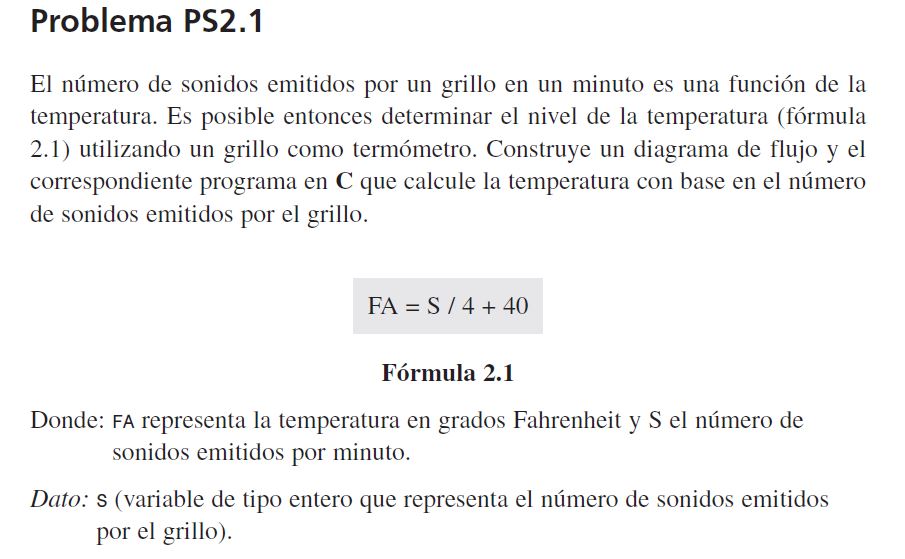 Problema PS2.1
El número de sonidos emitidos por un grillo en un minuto es una función de la
temperatura. Es posible entonces determinar el nivel de la temperatura (fórmula
2.1) utilizando un grillo como termómetro. Construye un diagrama de flujo y el
correspondiente programa en C que calcule la temperatura con base en el número
de sonidos emitidos por el grillo.
FA = S / 4 + 40
Fórmula 2.1
Donde: FA representa la temperatura en grados Fahrenheit y S el número de
sonidos emitidos por minuto.
Dato: S (variable de tipo entero que representa el número de sonidos emitidos
por el grillo).